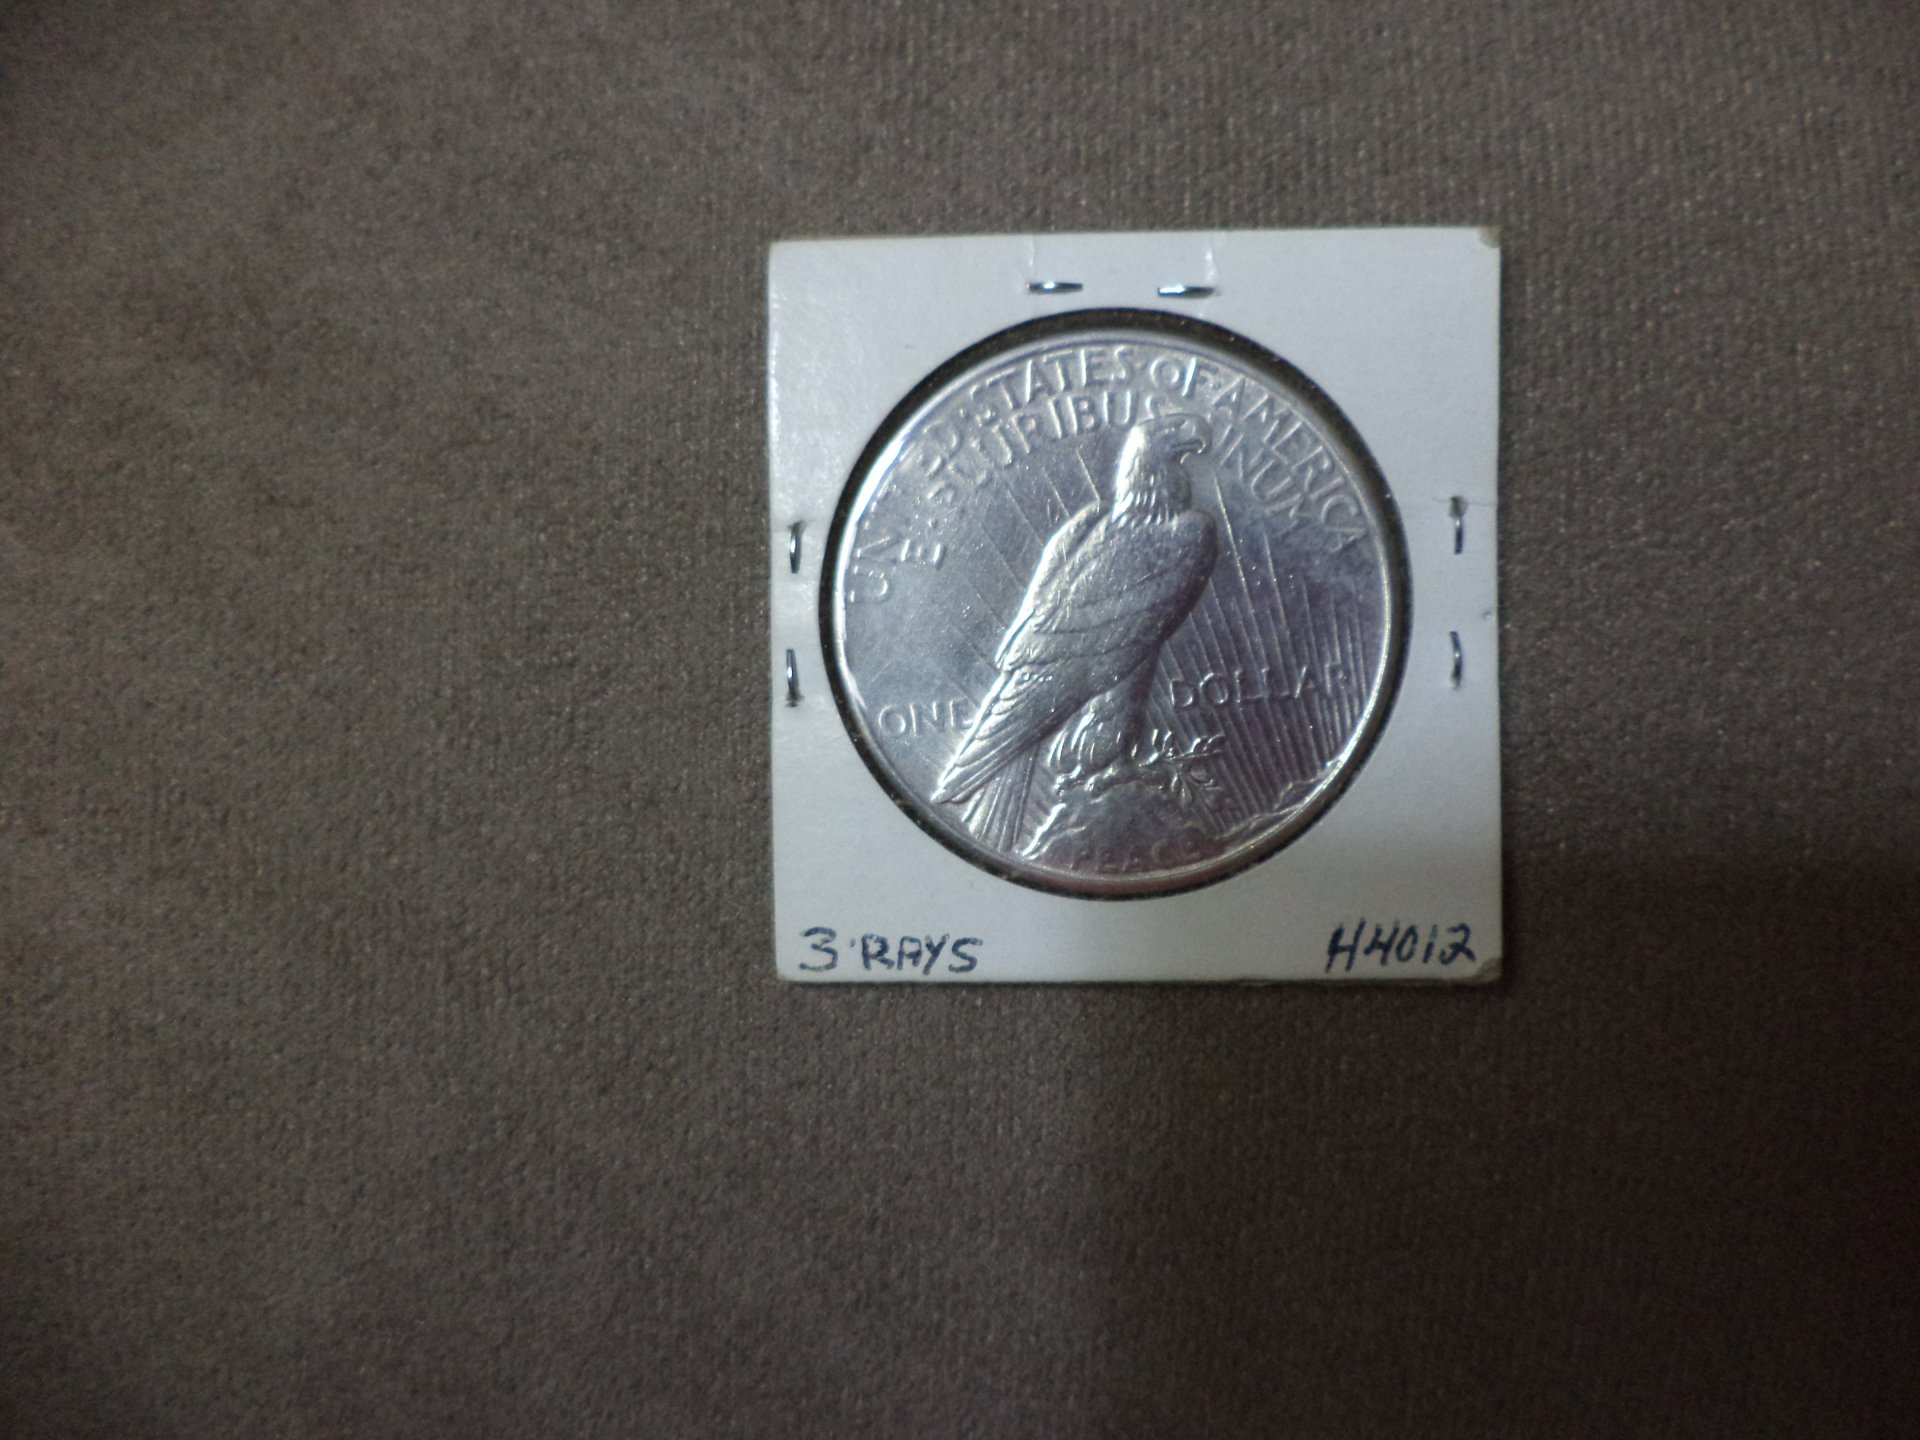 UNITED·STATES·OF·AMERICA
E·PLURIBUS UNUM
ONE DOLLAR
PEACE
3·RAYS H4012